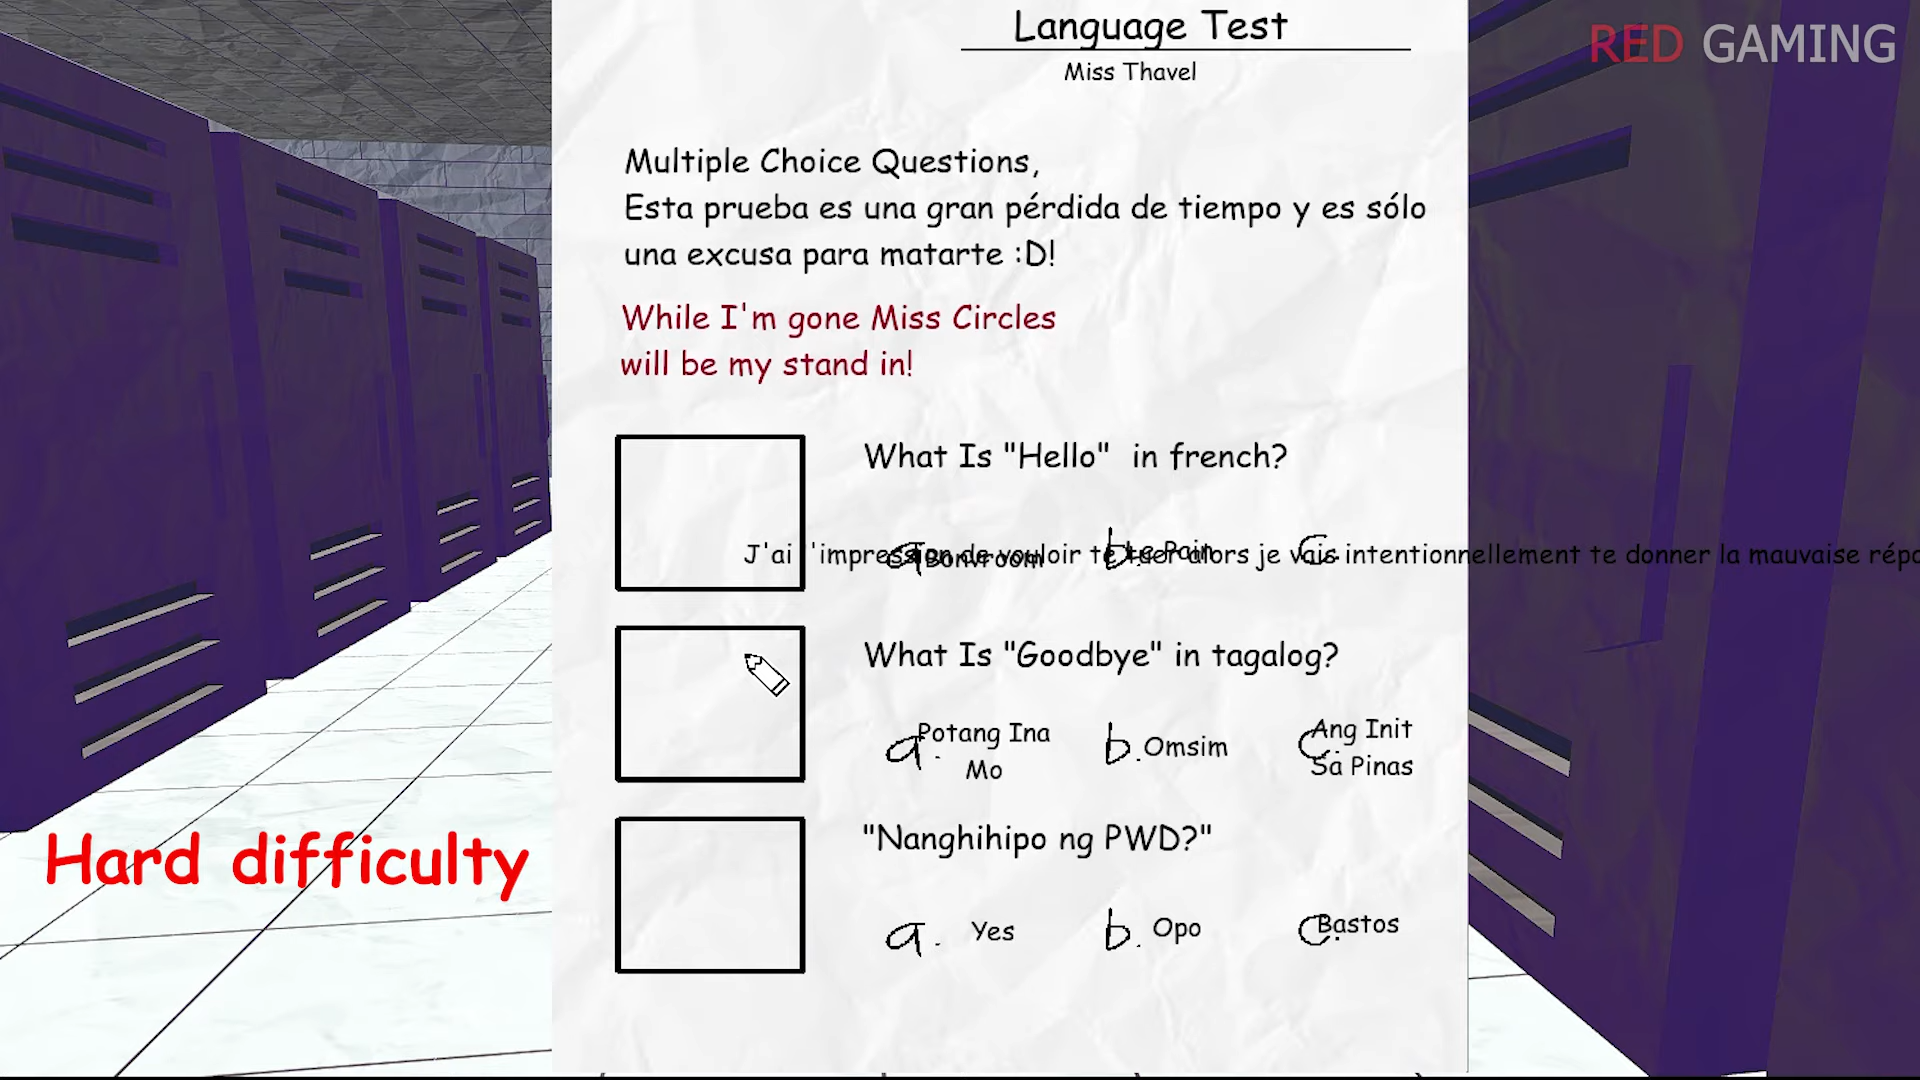 RED GAMING
Language Test
Miss Thavel
Multiple Choice Questions,
Esta prueba es una gran pérdida de tiempo y es sólo
una excusa para matarte :D!
While I'm gone Miss Circles
will be my stand in!
What Is "Hello" in french?
J'ai l'impression de vouloir te tuer alors je vais intentionnellement te donner la mauvaise
a. b. Le Pain c.
What Is "Goodbye" in tagalog?
a. Potang Ina Mo b. Omsim c. Ang Init Sa Pinas
"Nanghihipo ng PWD?"
a. Yes b. Opo c. Bastos
Hard difficulty